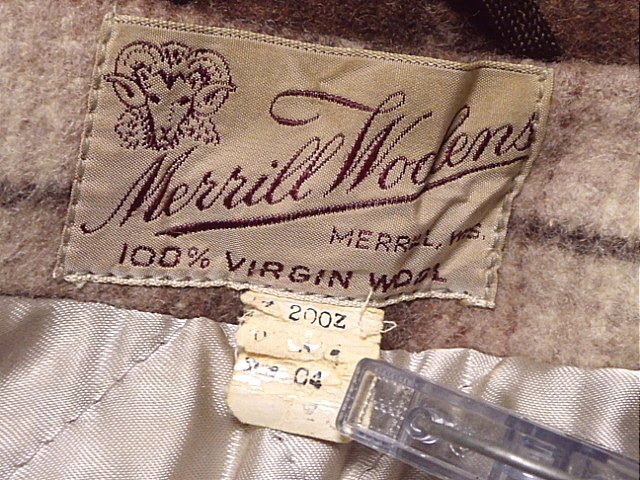 Merrill Woolens
MERRILL, WIS.
100% VIRGIN WOOL
20OZ
04